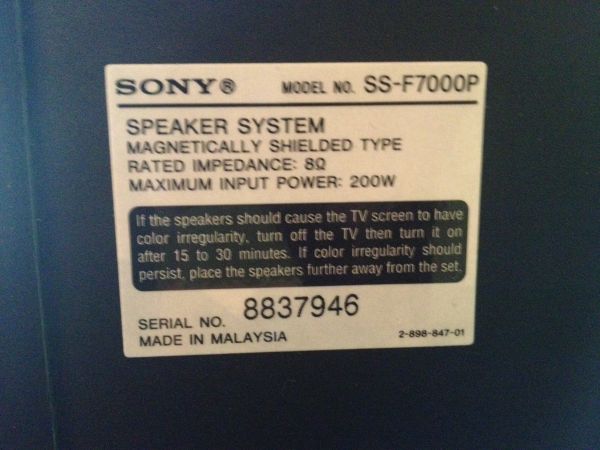 SONY® MODEL NO. SS-F7000P
SPEAKER SYSTEM
MAGNETICALLY SHIELDED TYPE
RATED IMPEDANCE: 8Ω
MAXIMUM INPUT POWER: 200W
If the speakers should cause the TV screen to have
color irregularity, turn off the TV then turn it on
after 15 to 30 minutes. If color irregularity should
persist, place the speakers further away from the set.
SERIAL NO. 8837946
MADE IN MALAYSIA 2-898-847-01